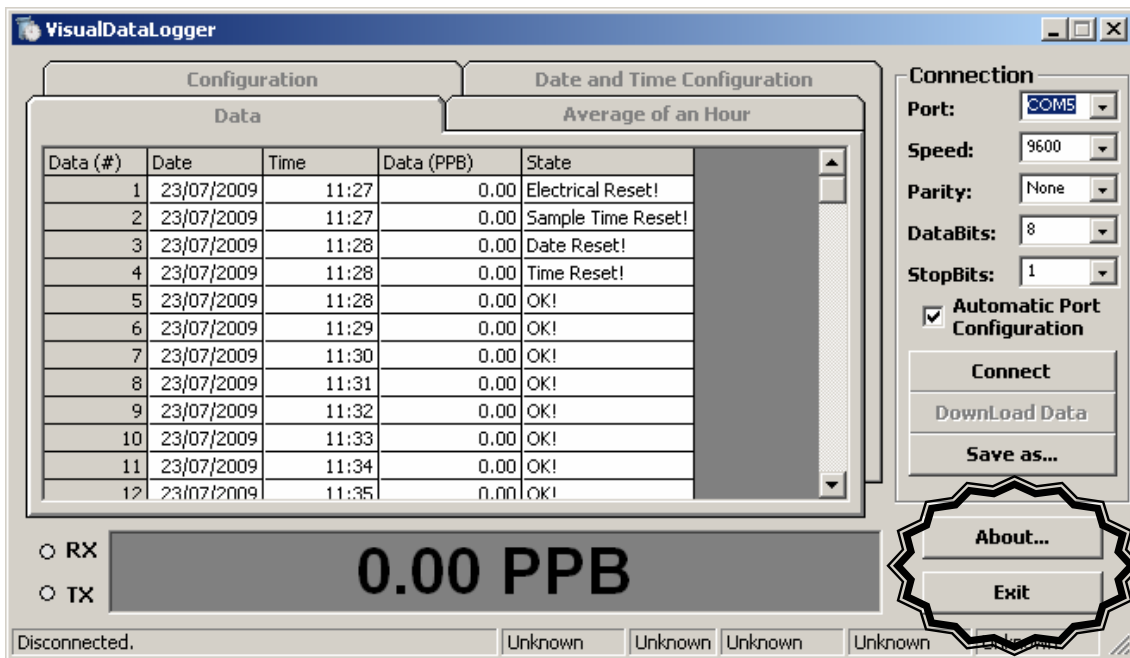 VisualDataLogger
Configuration
Date and Time Configuration
Data
Average of an Hour
Data (#) Date Time Data (PPB) State
1 23/07/2009 11:27 0.00 Electrical Reset!
2 23/07/2009 11:27 0.00 Sample Time Reset!
3 23/07/2009 11:28 0.00 Date Reset!
4 23/07/2009 11:28 0.00 Time Reset!
5 23/07/2009 11:28 0.00 OK!
6 23/07/2009 11:29 0.00 OK!
7 23/07/2009 11:30 0.00 OK!
8 23/07/2009 11:31 0.00 OK!
9 23/07/2009 11:32 0.00 OK!
10 23/07/2009 11:33 0.00 OK!
11 23/07/2009 11:34 0.00 OK!
12 23/07/2009 11:35 0.00 OK!
RX
TX
0.00 PPB
Connection
Port: COM5
Speed: 9600
Parity: None
DataBits: 8
StopBits: 1
Automatic Port
Configuration
Connect
DownLoad Data
Save as...
About...
Exit
Disconnected. Unknown Unknown Unknown Unknown Unknown